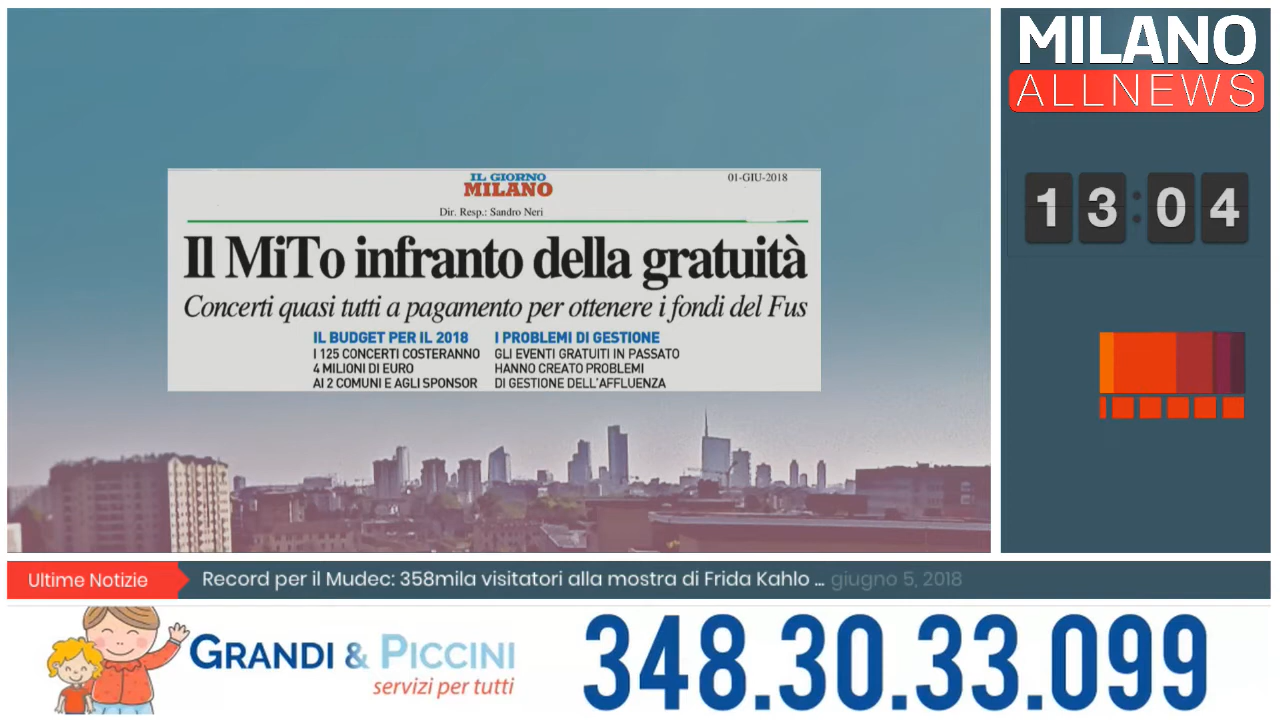 MILANO
ALLNEWS
13:04
IL GIORNO
MILANO
01-GIU-2018
Dir. Resp.: Sandro Neri
Il MiTo infranto della gratuità
Concerti quasi tutti a pagamento per ottenere i fondi del Fus
IL BUDGET PER IL 2018
I 125 CONCERTI COSTERANNO
4 MILIONI DI EURO
AI 2 COMUNI E AGLI SPONSOR
I PROBLEMI DI GESTIONE
GLI EVENTI GRATUITI IN PASSATO
HANNO CREATO PROBLEMI
DI GESTIONE DELL'AFFLUENZA
Ultime Notizie
Record per il Mudec: 358mila visitatori alla mostra di Frida Kahlo ... giugno 5, 2018
GRANDI & PICCINI
servizi per tutti
348.30.33.099